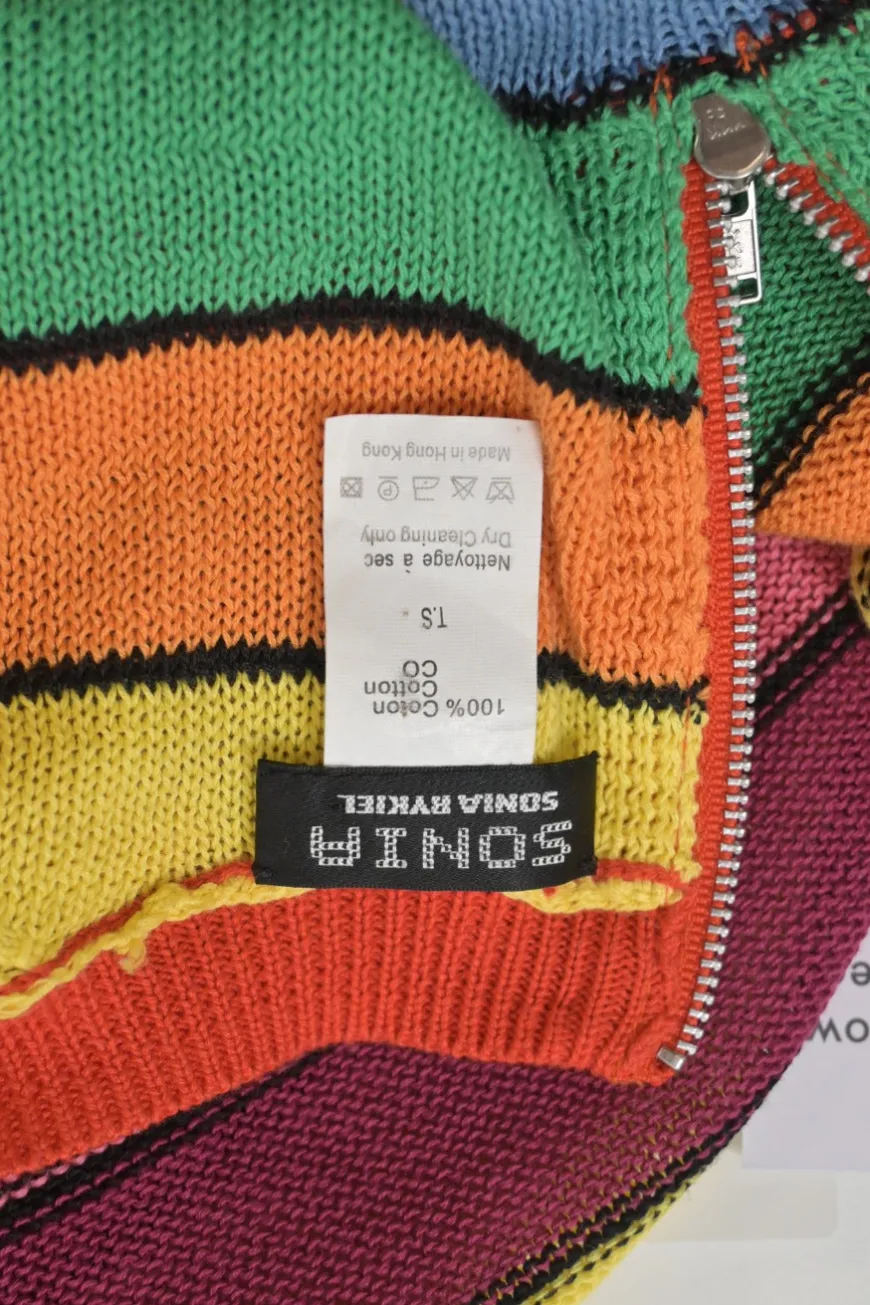 SONIA
SONIA RYKIEL
100% Coton
Cotton
CO
T.S
Nettoyage à sec
Dry Cleaning only
Made in Hong Kong